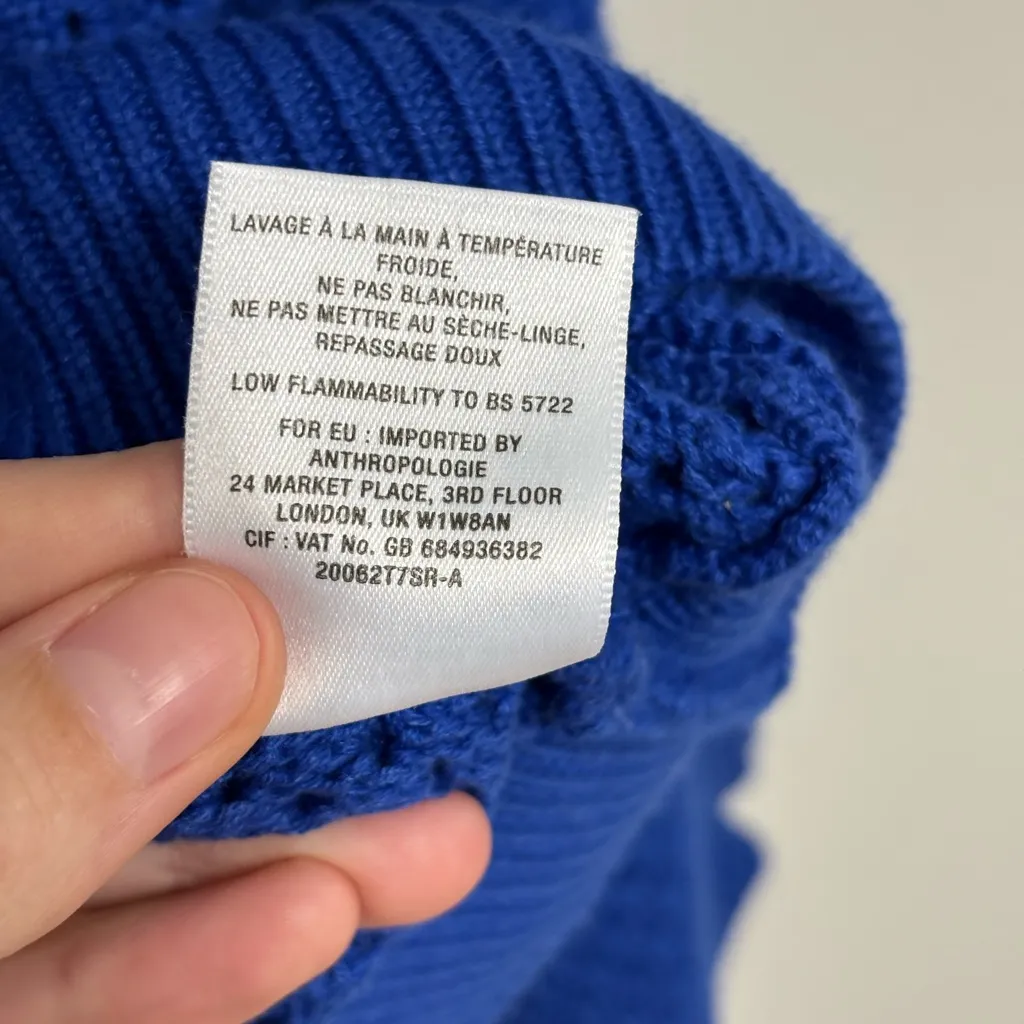 LAVAGE À LA MAIN À TEMPÉRATURE
FROIDE,
NE PAS BLANCHIR,
NE PAS METTRE AU SÈCHE-LINGE,
REPASSAGE DOUX
LOW FLAMMABILITY TO BS 5722
FOR EU : IMPORTED BY
ANTHROPOLOGIE
24 MARKET PLACE, 3RD FLOOR
LONDON, UK W1W8AN
CIF : VAT No. GB 684936382
20062T7SR-A